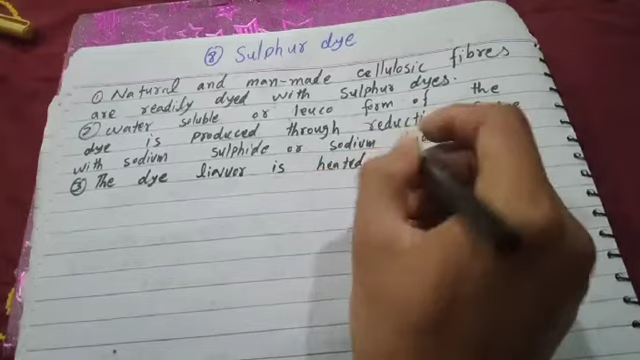 ⑧ Sulphur dye
① Natural and man-made cellulosic fibres
are readily dyed with Sulphur dyes.
② water soluble or leuco form of the
dye is produced through reducti
with sodium sulphide or sodium
③ The dye liquor is heated